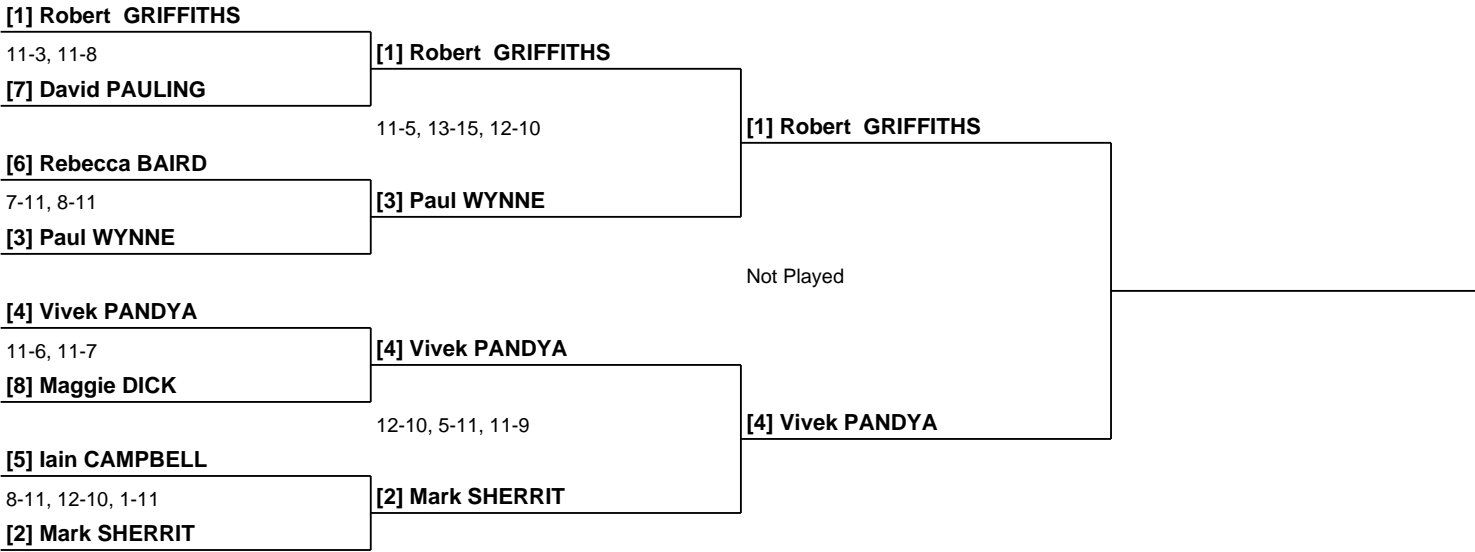 [1] Robert  GRIFFITHS
11-3, 11-8
[1] Robert  GRIFFITHS
[7] David PAULING
11-5, 13-15, 12-10
[1] Robert  GRIFFITHS
[6] Rebecca BAIRD
7-11, 8-11
[3] Paul WYNNE
[3] Paul WYNNE
Not Played
[4] Vivek PANDYA
11-6, 11-7
[4] Vivek PANDYA
[8] Maggie DICK
12-10, 5-11, 11-9
[4] Vivek PANDYA
[5] Iain CAMPBELL
8-11, 12-10, 1-11
[2] Mark SHERRIT
[2] Mark SHERRIT